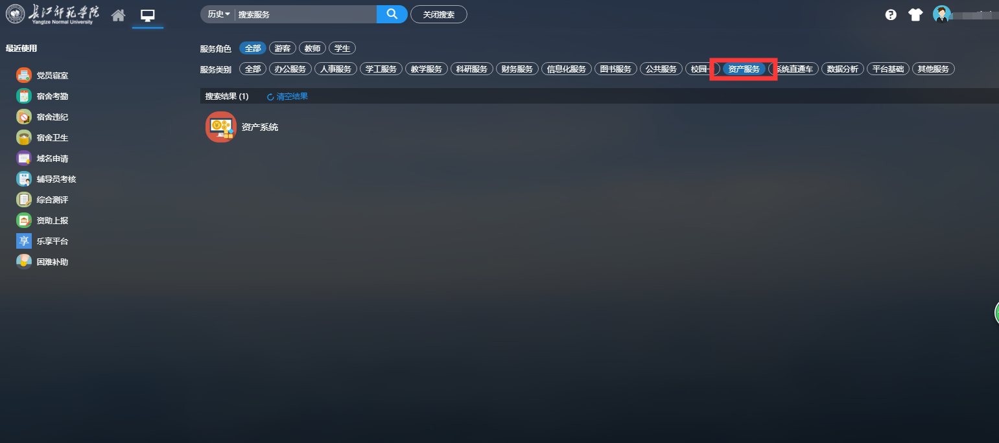 长江师范学院
Yangtze Normal University
历史 搜索服务 关闭搜索
最近使用
党员寝室
宿舍考勤
宿舍违纪
宿舍卫生
域名申请
辅导员考核
综合测评
资助上报
享 乐享平台
困难补助
服务角色 全部 游客 教师 学生
服务类别 全部 办公服务 人事服务 学工服务 教学服务 科研服务 财务服务 信息化服务 图书服务 公共服务 校园 资产服务 系统直通车 数据分析 平台基础 其他服务
搜索结果 (1) 清空结果
资产系统